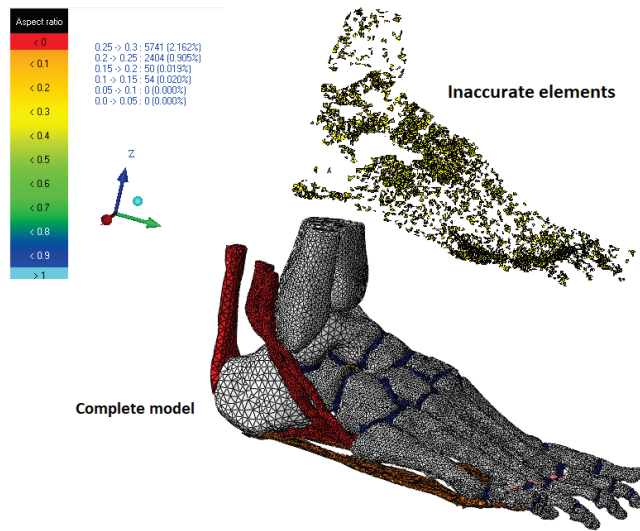 Aspect ratio
< 0
< 0.1
< 0.2
< 0.3
< 0.4
< 0.5
< 0.6
< 0.7
< 0.8
< 0.9
> 1
0.25 -> 0.3 : 5741 (2.162%)
0.2 -> 0.25 : 2404 (0.905%)
0.15 -> 0.2 : 50 (0.019%)
0.1 -> 0.15 : 54 (0.020%)
0.05 -> 0.1 : 0 (0.000%)
0.0 -> 0.05 : 0 (0.000%)
Z
Inaccurate elements
Complete model